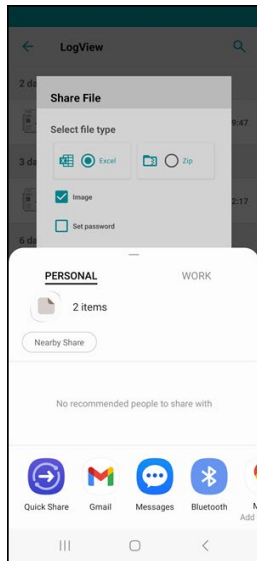 LogView
2 da
Share File
9:47
Select file type
Excel
Zip
3 da
Image
2:17
Set password
6 da
PERSONAL
WORK
2 items
Nearby Share
No recommended people to share with
Quick Share
Gmail
Messages
Bluetooth
Add